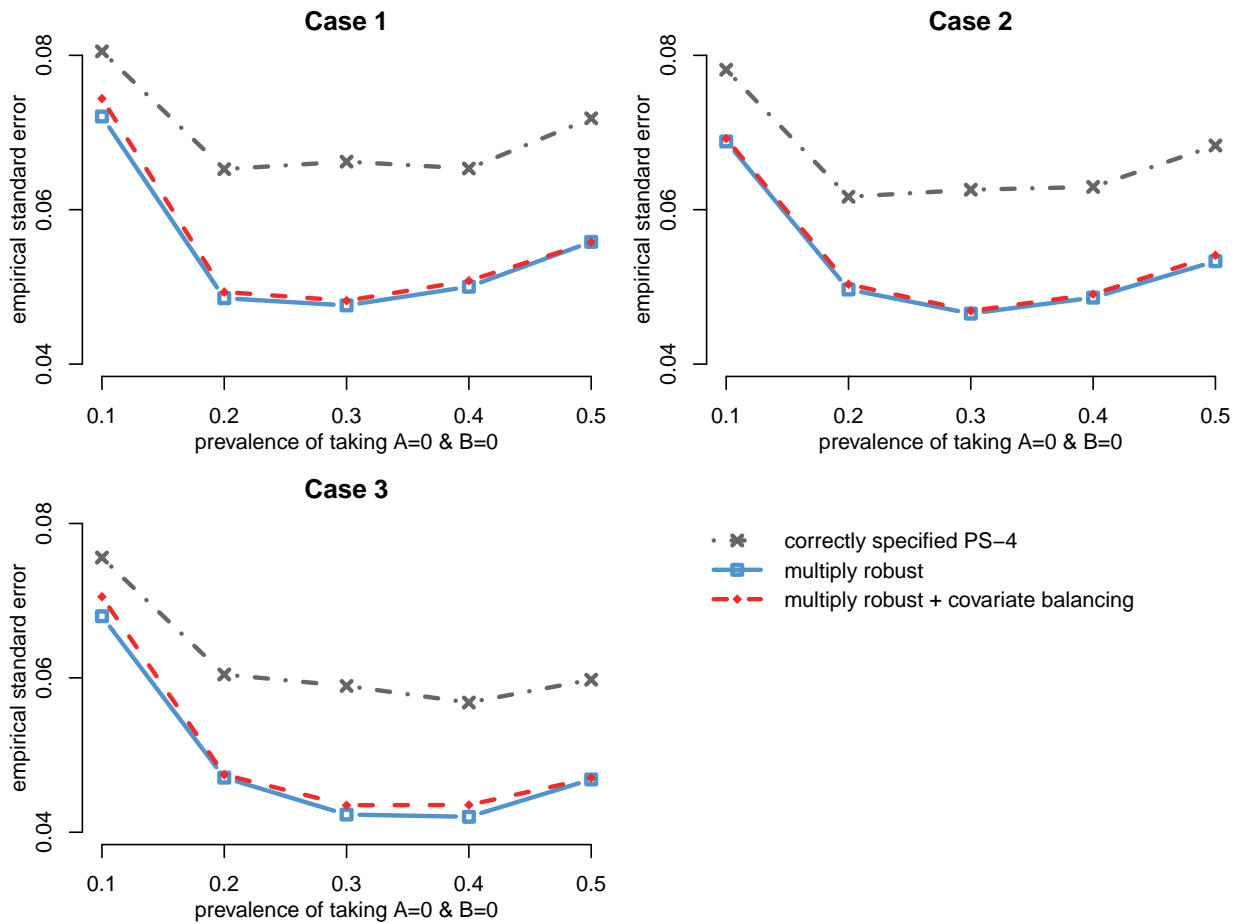 Case 1
empirical standard error
0.08
0.06
0.04
0.1 0.2 0.3 0.4 0.5
prevalence of taking A=0 & B=0
Case 2
empirical standard error
0.08
0.06
0.04
0.1 0.2 0.3 0.4 0.5
prevalence of taking A=0 & B=0
Case 3
empirical standard error
0.08
0.06
0.04
0.1 0.2 0.3 0.4 0.5
prevalence of taking A=0 & B=0
correctly specified PS−4
multiply robust
multiply robust + covariate balancing